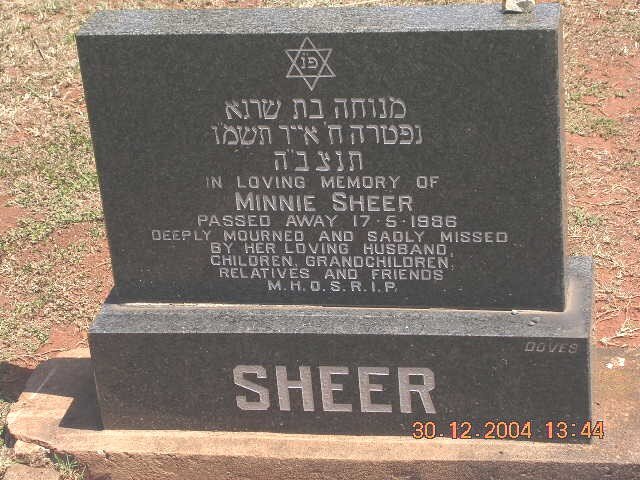 פ"נ
מנוחה בת שרגא
נפטרה ח' אייר תשמ"ו
תנצב"ה
IN LOVING MEMORY OF
MINNIE SHEER
PASSED AWAY 17-5-1986
DEEPLY MOURNED AND SADLY MISSED
BY HER LOVING HUSBAND,
CHILDREN, GRANDCHILDREN,
RELATIVES AND FRIENDS
M.H.O.S.R.I.P.
DOVES
SHEER
30.12.2004 13:44